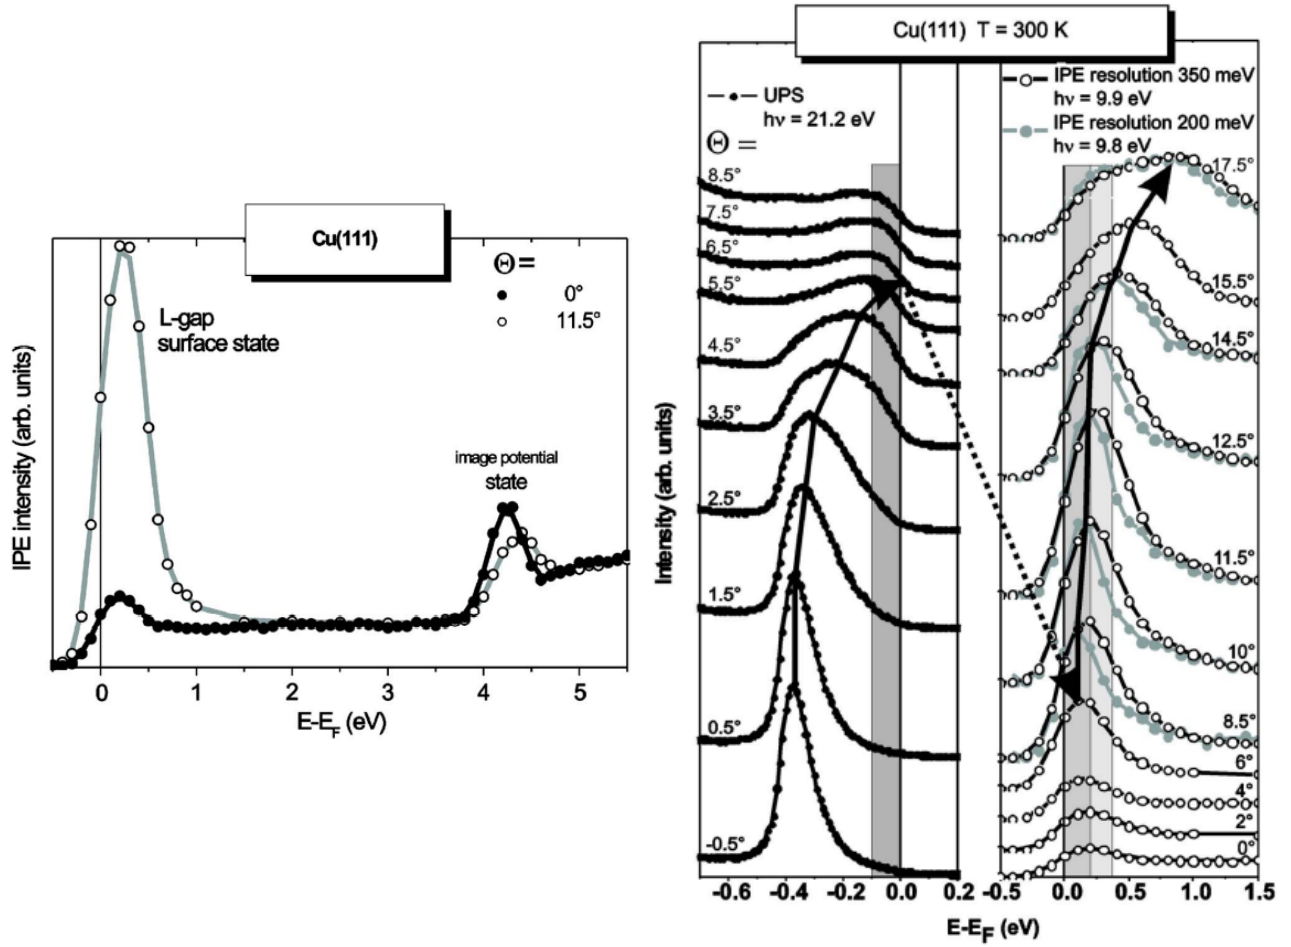 Cu(111)
Θ=
0°
11.5°
L-gap
surface state
image potential
state
IPE intensity (arb. units)
0 1 2 3 4 5
E-E_F (eV)
Cu(111) T = 300 K
UPS
hν = 21.2 eV
Θ =
8.5°
7.5°
6.5°
5.5°
4.5°
3.5°
2.5°
1.5°
0.5°
-0.5°
Intensity (arb. units)
-0.6 -0.4 -0.2 0.0 0.2
IPE resolution 350 meV
hν = 9.9 eV
IPE resolution 200 meV
hν = 9.8 eV
17.5°
15.5°
14.5°
12.5°
11.5°
10°
8.5°
6°
4°
2°
0°
-0.5 0.0 0.5 1.0 1.5
E-E_F (eV)